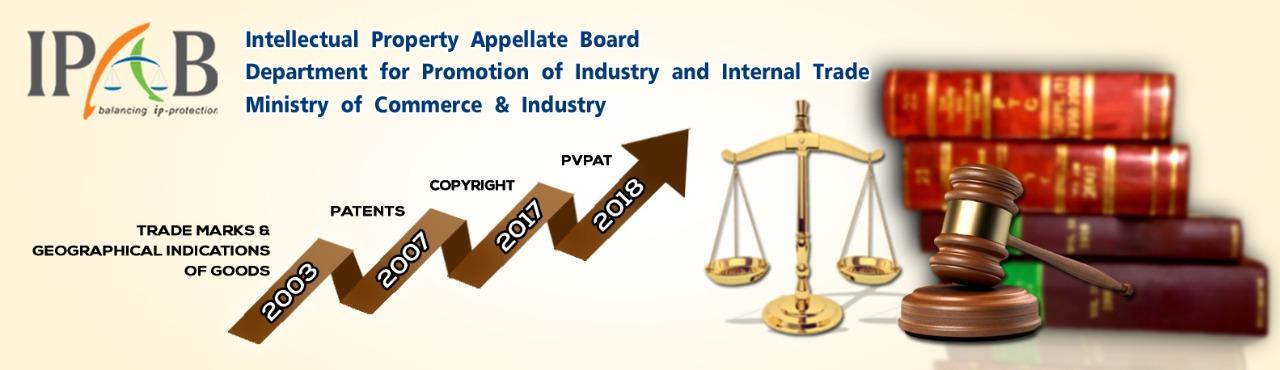 IPAB
balancing ip-protection
Intellectual Property Appellate Board
Department for Promotion of Industry and Internal Trade
Ministry of Commerce & Industry
PVPAT
COPYRIGHT
PATENTS
TRADE MARKS &
GEOGRAPHICAL INDICATIONS
OF GOODS
2003
2007
2017
2018